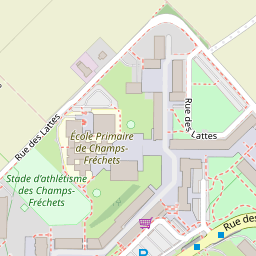 Rue des Lattes
Rue des
Lattes
École Primaire
de Champs-
Fréchets
Stade d'athlétisme
des Champs-
Fréchets
Rue des
P